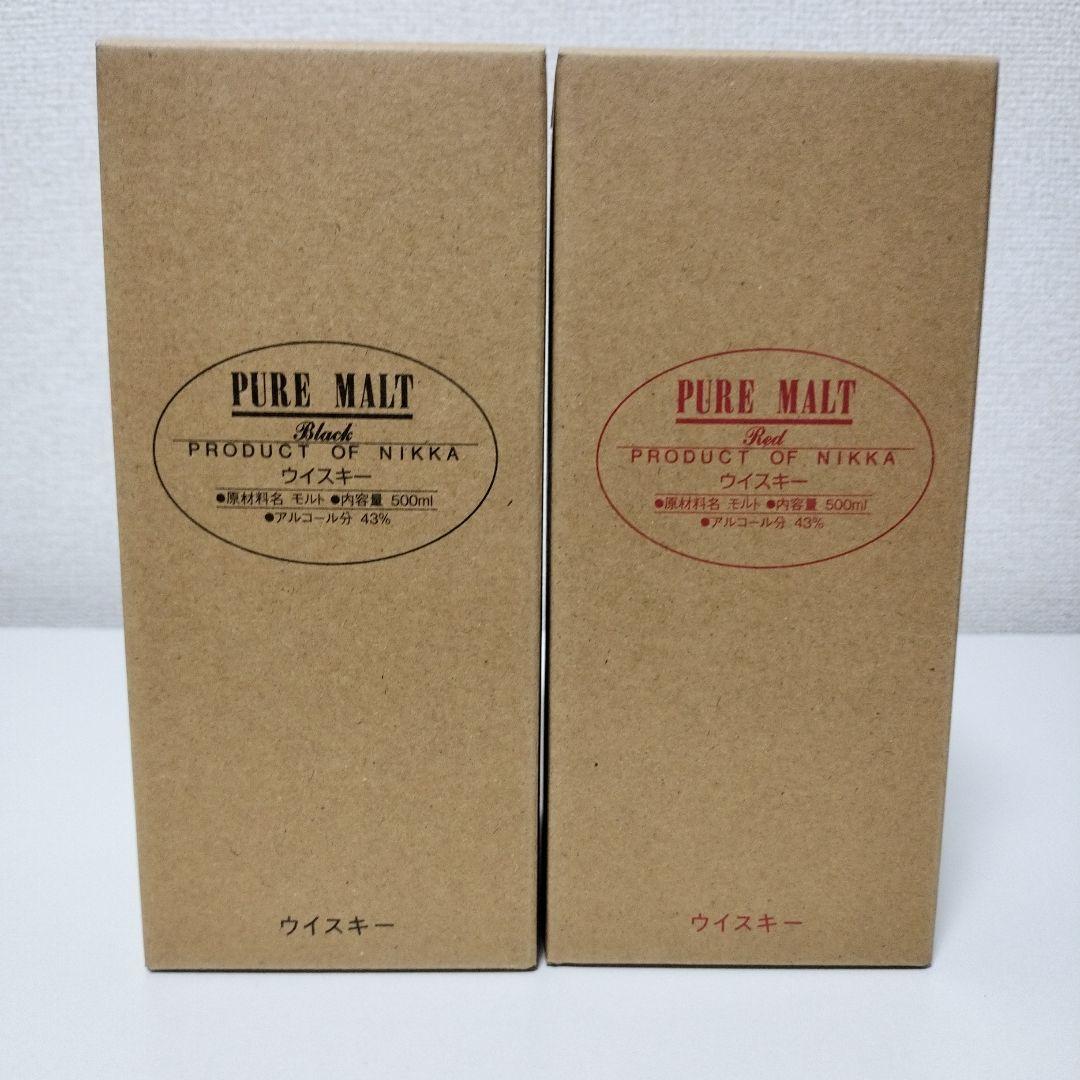 PURE MALT
Black
PRODUCT OF NIKKA
ウイスキー
●原材料名 モルト ●内容量 500ml
●アルコール分 43%
ウイスキー
PURE MALT
Red
PRODUCT OF NIKKA
ウイスキー
●原材料名 モルト ●内容量 500ml
●アルコール分 43%
ウイスキー